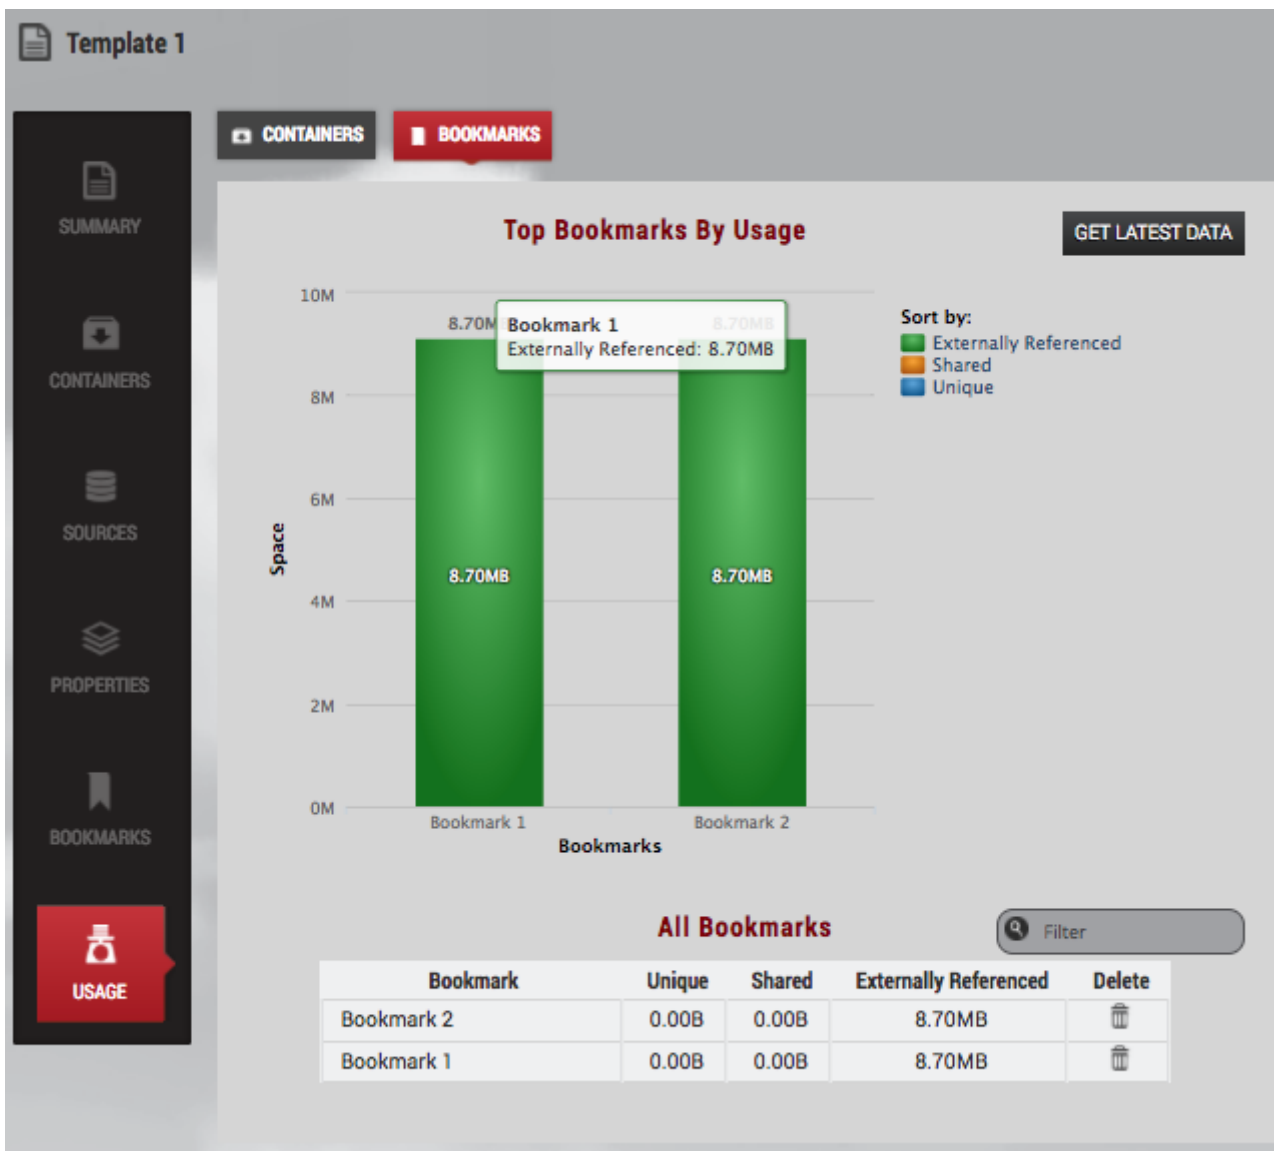 Template 1
CONTAINERS
BOOKMARKS
SUMMARY
CONTAINERS
SOURCES
PROPERTIES
BOOKMARKS
USAGE
Top Bookmarks By Usage
GET LATEST DATA
10M
8M
6M
4M
2M
0M
Space
8.70M
8.70MB
Bookmark 1
Externally Referenced: 8.70MB
8.70MB
8.70MB
Bookmark 1
Bookmark 2
Bookmarks
Sort by:
Externally Referenced
Shared
Unique
All Bookmarks
Filter
Bookmark Unique Shared Externally Referenced Delete
Bookmark 2 0.00B 0.00B 8.70MB
Bookmark 1 0.00B 0.00B 8.70MB